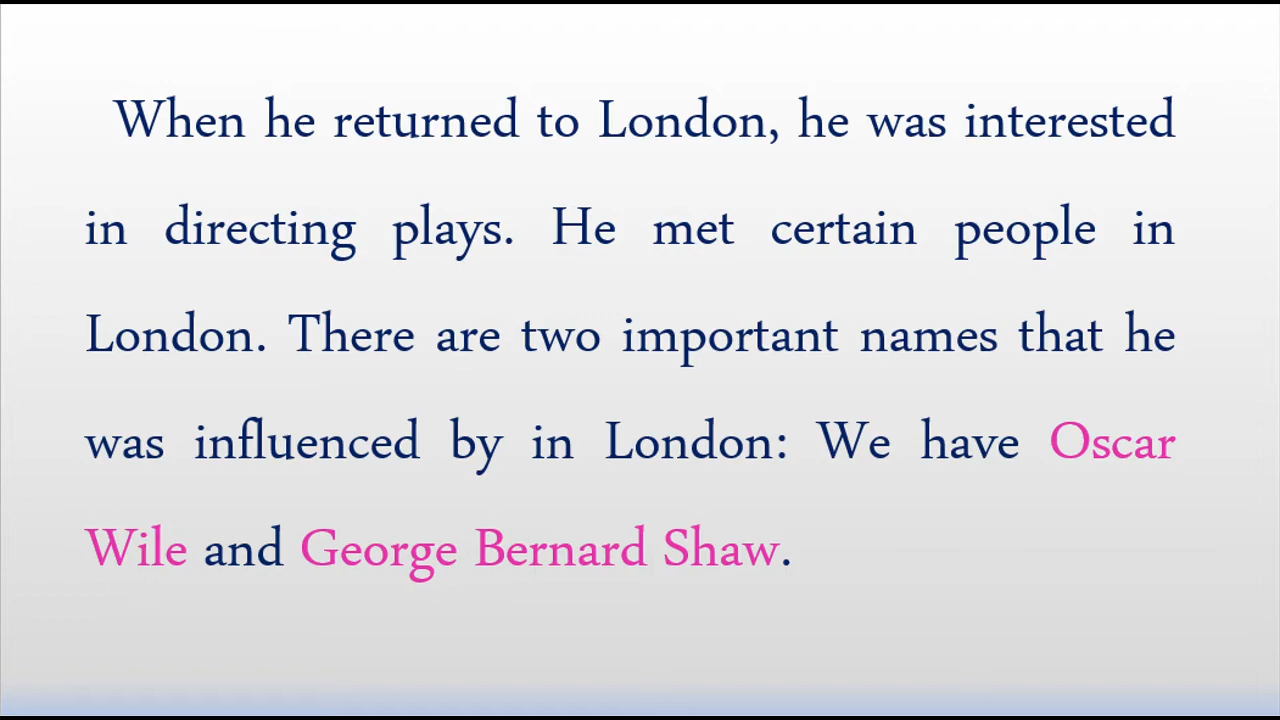 When he returned to London, he was interested
in directing plays. He met certain people in
London. There are two important names that he
was influenced by in London: We have Oscar
Wile and George Bernard Shaw.